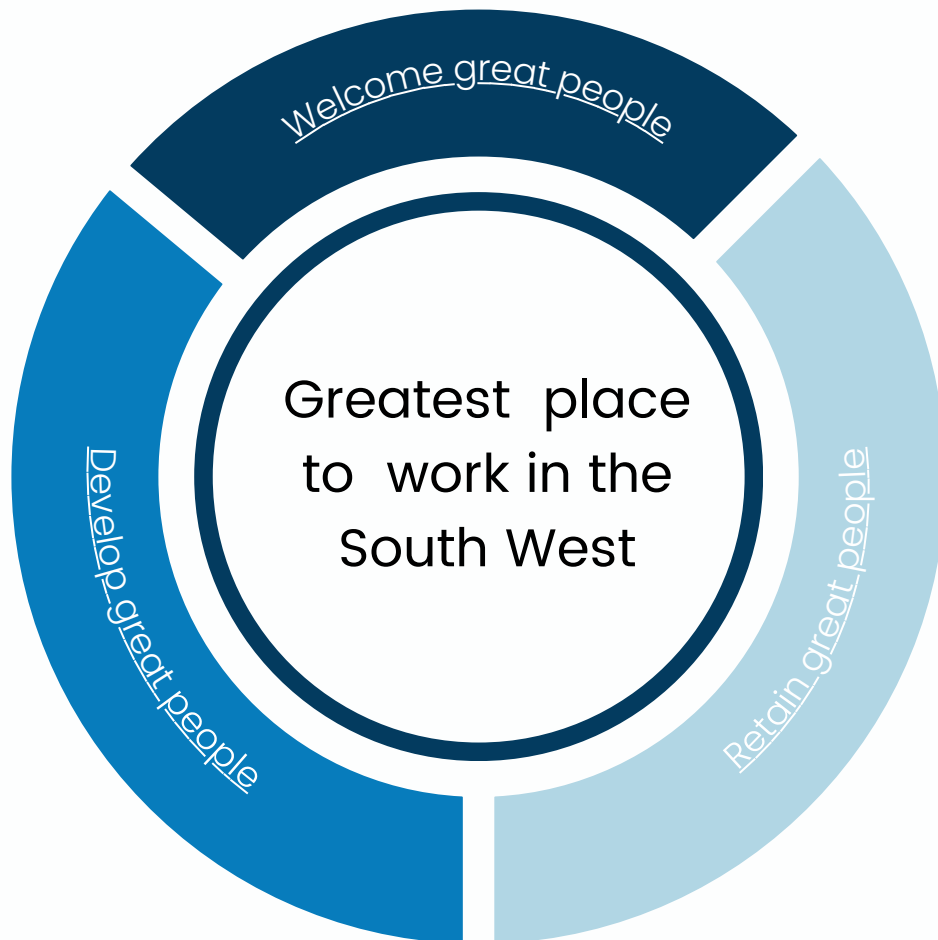 Welcome great people
Greatest place
to work in the
South West
Develop great people
Retain great people